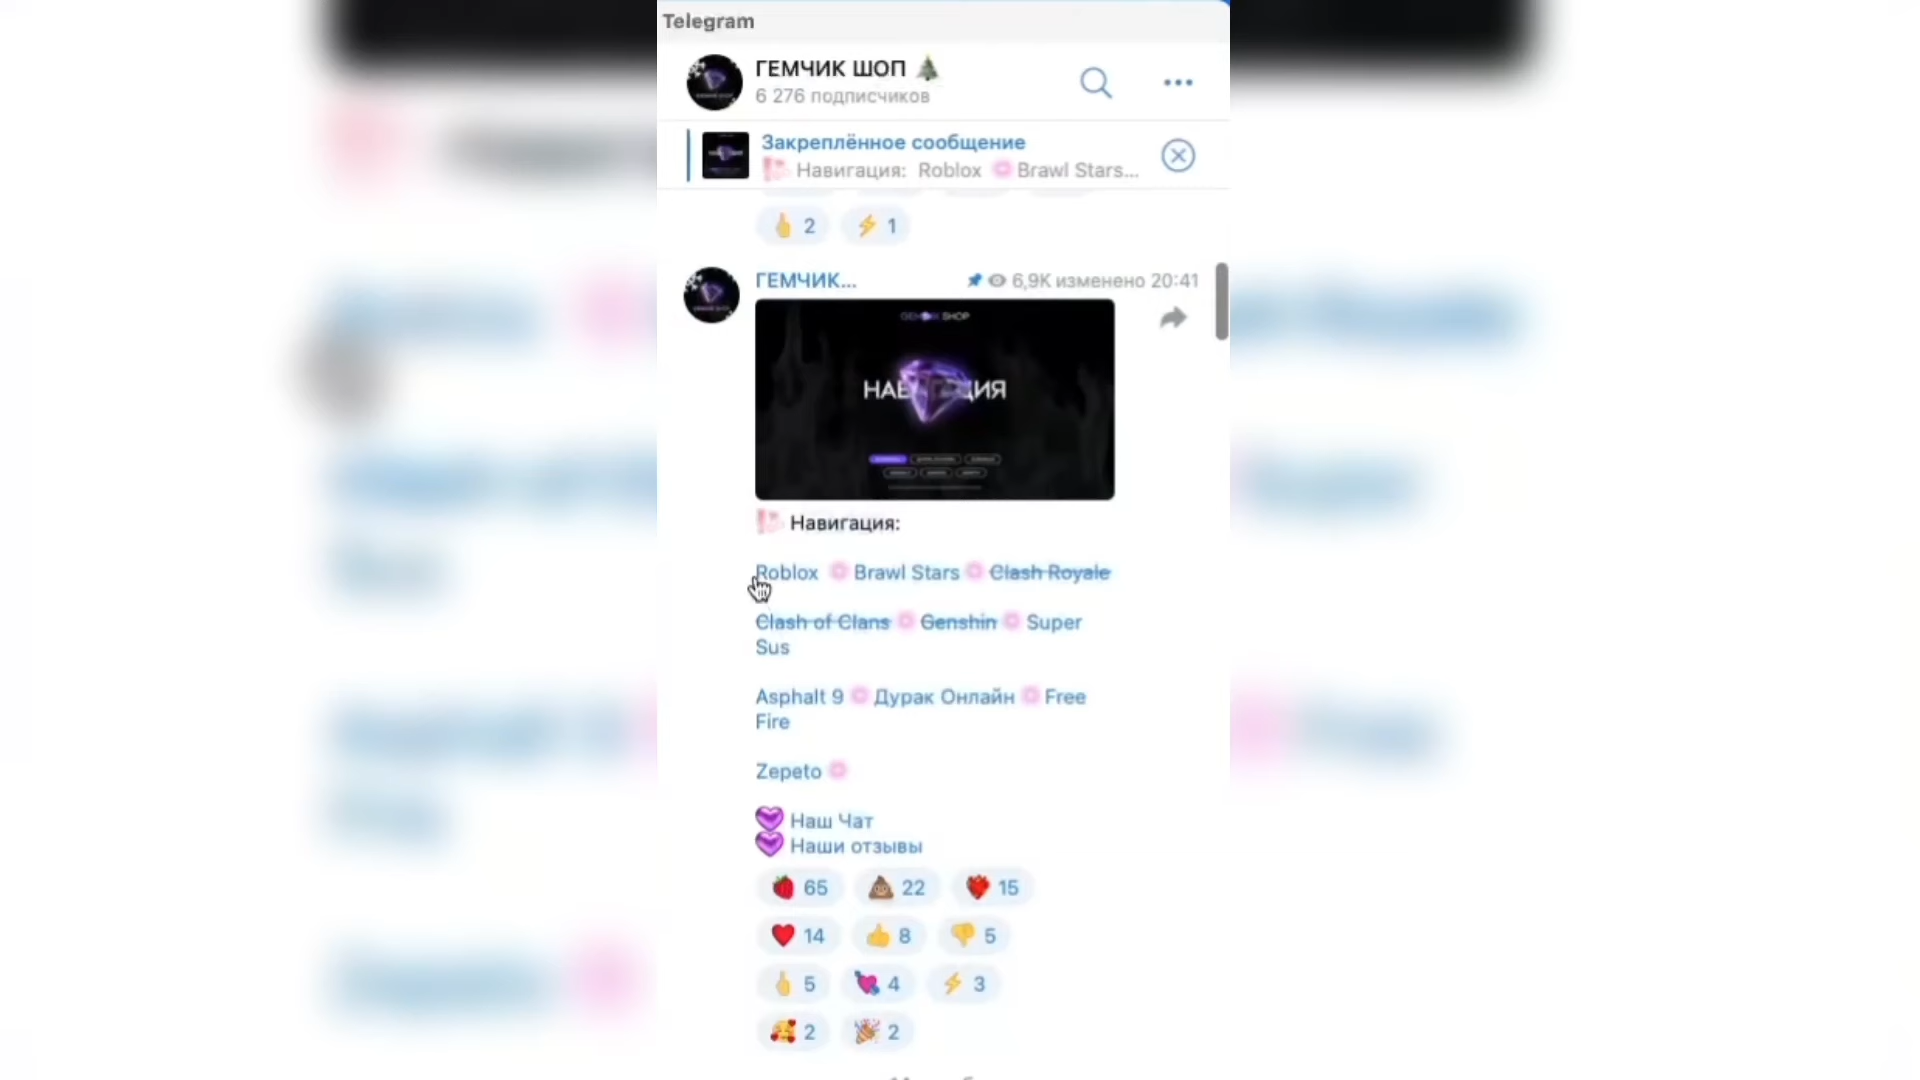 Telegram
ГЕМЧИК ШОП
6 276 подписчиков
Закреплённое сообщение
Навигация: Roblox Brawl Stars...
2 1
ГЕМЧИК... 6,9K изменено 20:41
SHOP
Навигация:
Roblox Brawl Stars Clash Royale
Clash of Clans Genshin Super
Sus
Asphalt 9 Дурак Онлайн Free
Fire
Zepeto
Наш Чат
Наши отзывы
65 22 15
14 8 5
5 4 3
2 2